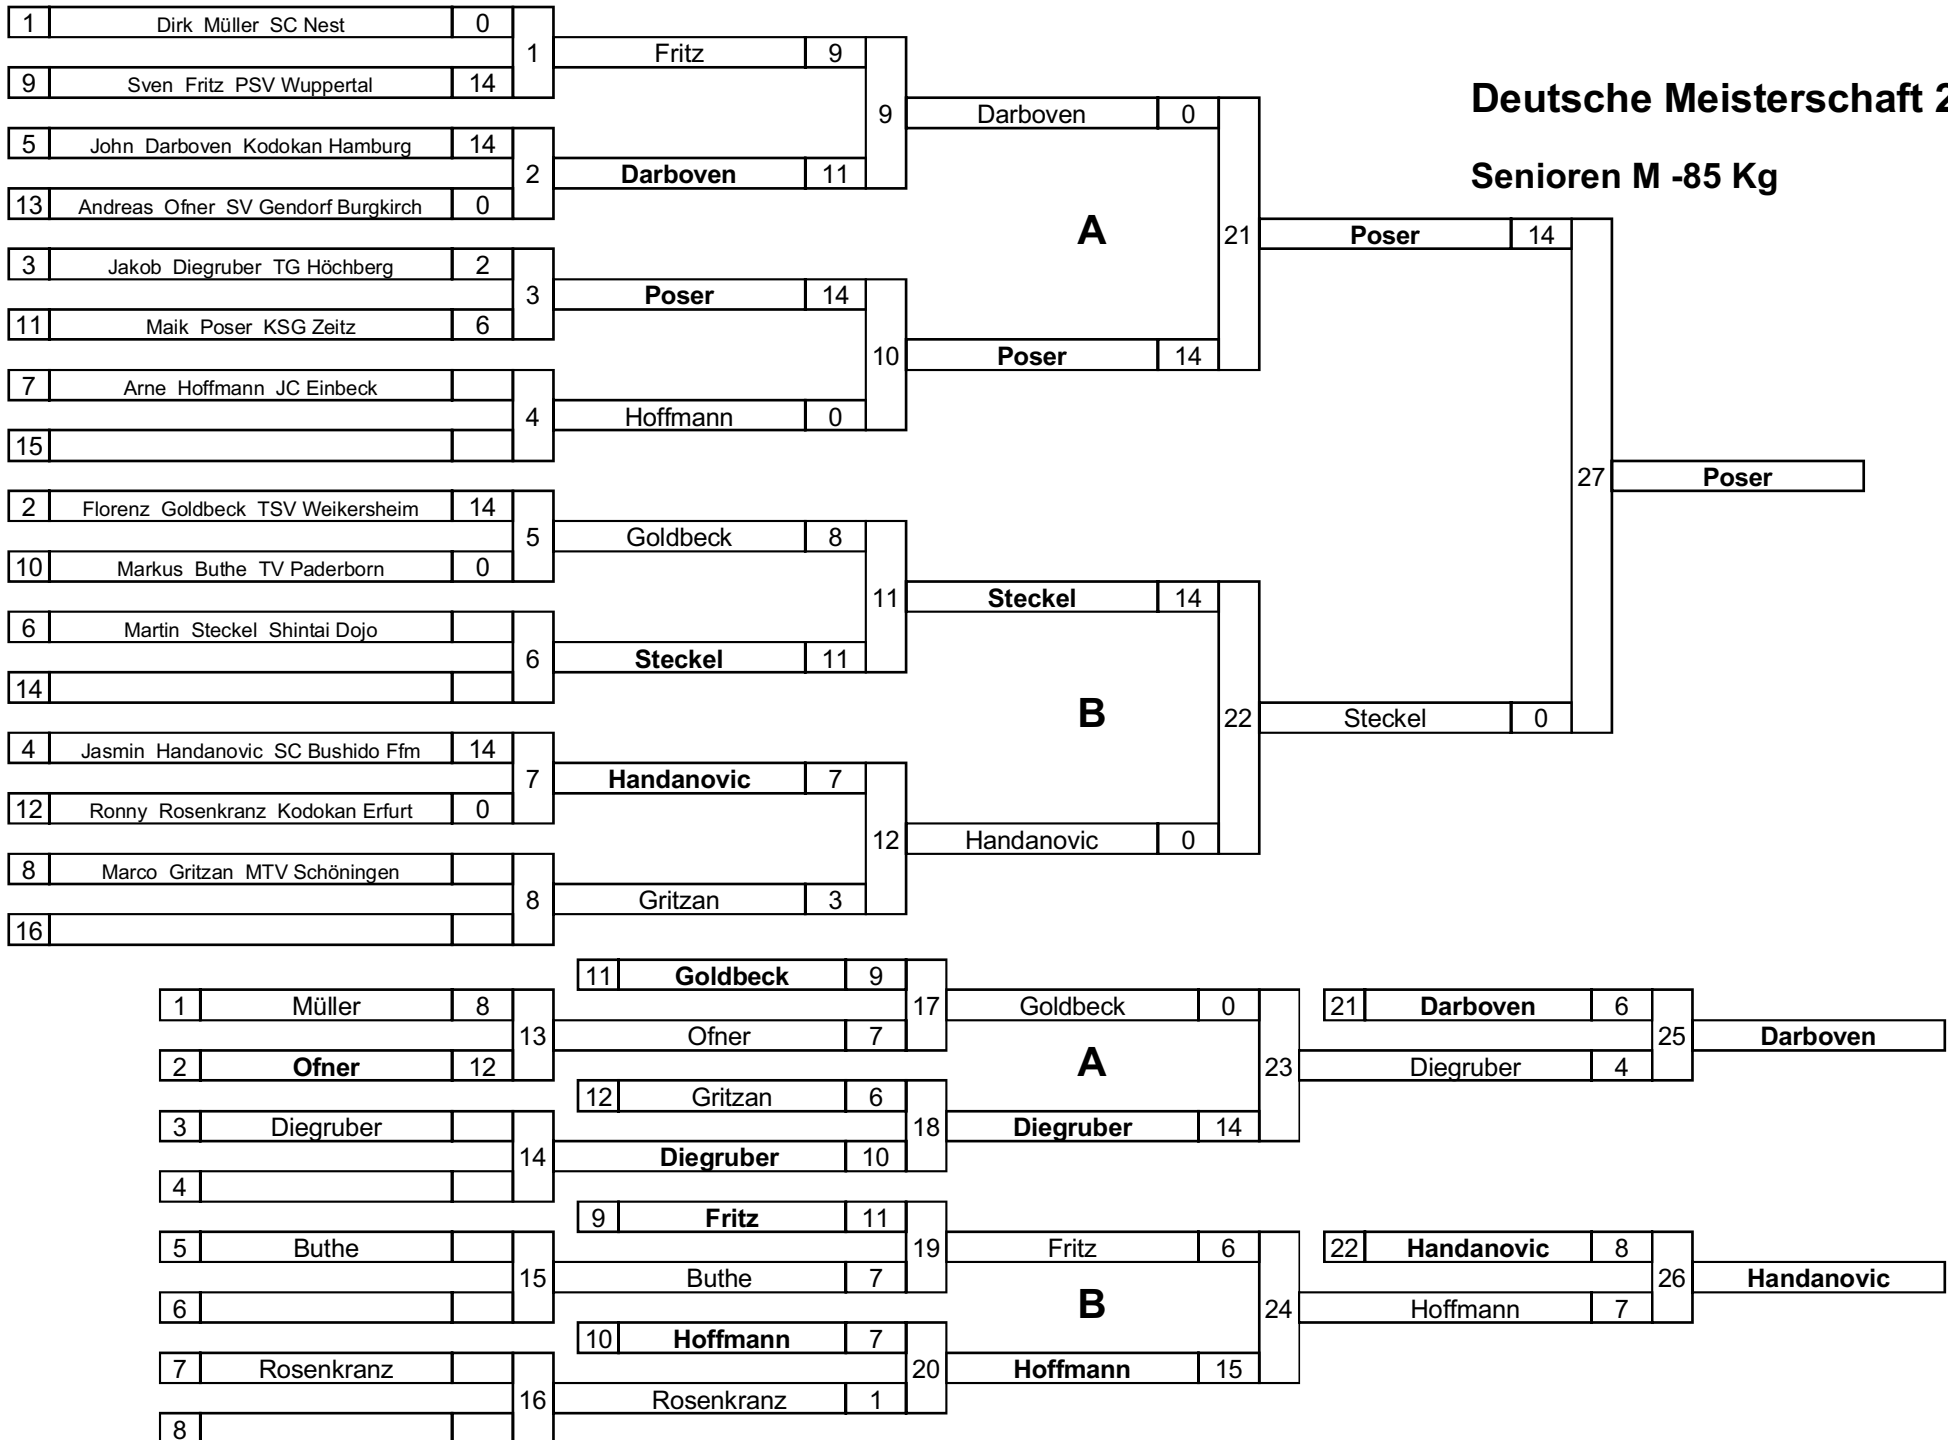 Deutsche Meisterschaft 2
Senioren M -85 Kg
1 Dirk Müller SC Nest 0
1
9 Sven Fritz PSV Wuppertal 14
5 John Darboven Kodokan Hamburg 14
2
13 Andreas Ofner SV Gendorf Burgkirch 0
3 Jakob Diegruber TG Höchberg 2
3
11 Maik Poser KSG Zeitz 6
7 Arne Hoffmann JC Einbeck
4
15
2 Florenz Goldbeck TSV Weikersheim 14
5
10 Markus Buthe TV Paderborn 0
6 Martin Steckel Shintai Dojo
6
14
4 Jasmin Handanovic SC Bushido Ffm 14
7
12 Ronny Rosenkranz Kodokan Erfurt 0
8 Marco Gritzan MTV Schöningen
8
16
Fritz 9
9
Darboven 11
Poser 14
10
Hoffmann 0
Goldbeck 8
11
Steckel 11
Handanovic 7
12
Gritzan 3
Darboven 0
A
21
Poser 14
Steckel 14
B
22
Handanovic 0
Poser 14
27
Steckel 0
Poser
1 Müller 8
13
2 Ofner 12
3 Diegruber
14
4
5 Buthe
15
6
7 Rosenkranz
16
8
11 Goldbeck 9
17
Ofner 7
12 Gritzan 6
18
Diegruber 10
9 Fritz 11
19
Buthe 7
10 Hoffmann 7
20
Rosenkranz 1
Goldbeck 0
A
23
Diegruber 14
Fritz 6
B
24
Hoffmann 15
21 Darboven 6
25
Diegruber 4
Darboven
22 Handanovic 8
26
Hoffmann 7
Handanovic